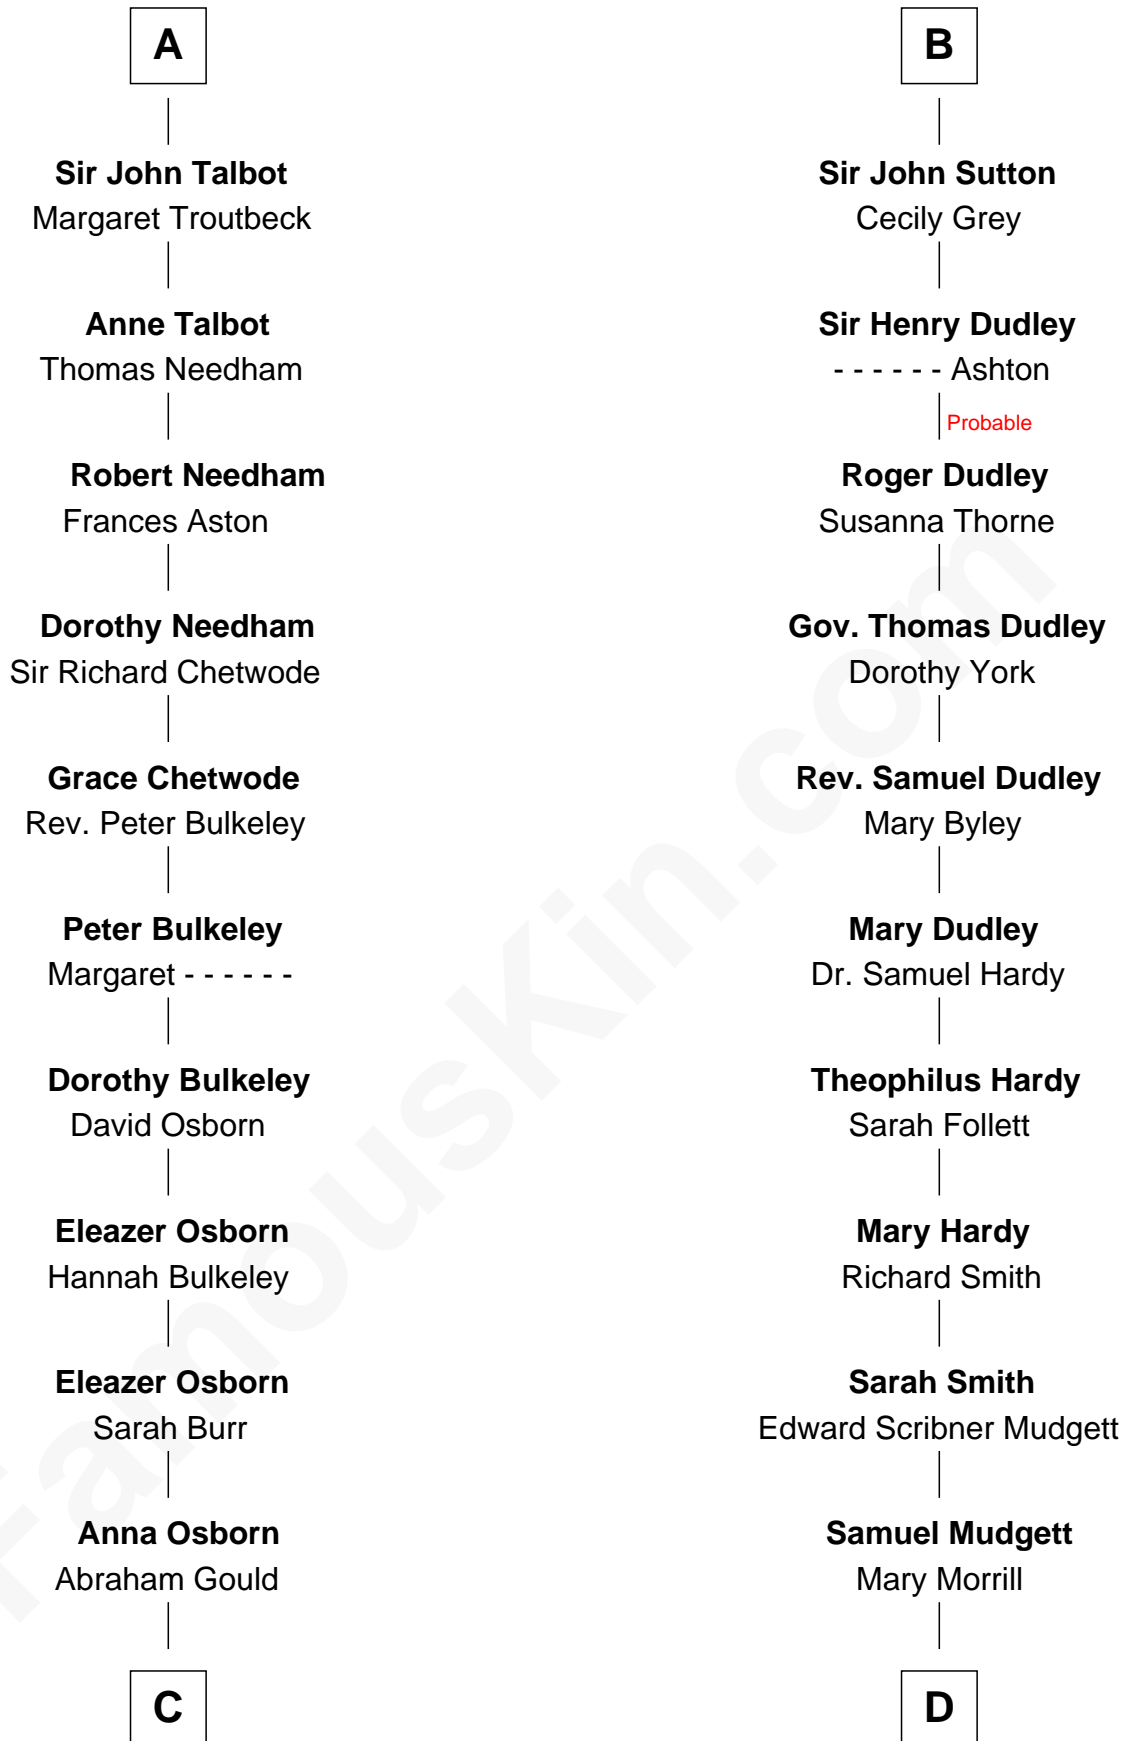 A
Sir John Talbot
Margaret Troutbeck
Anne Talbot
Thomas Needham
Robert Needham
Frances Aston
Dorothy Needham
Sir Richard Chetwode
Grace Chetwode
Rev. Peter Bulkeley
Peter Bulkeley
Margaret - - - - - -
Dorothy Bulkeley
David Osborn
Eleazer Osborn
Hannah Bulkeley
Eleazer Osborn
Sarah Burr
Anna Osborn
Abraham Gould
C
B
Sir John Sutton
Cecily Grey
Sir Henry Dudley
- - - - - - Ashton
Probable
Roger Dudley
Susanna Thorne
Gov. Thomas Dudley
Dorothy York
Rev. Samuel Dudley
Mary Byley
Mary Dudley
Dr. Samuel Hardy
Theophilus Hardy
Sarah Follett
Mary Hardy
Richard Smith
Sarah Smith
Edward Scribner Mudgett
Samuel Mudgett
Mary Morrill
D
FamousKin.com